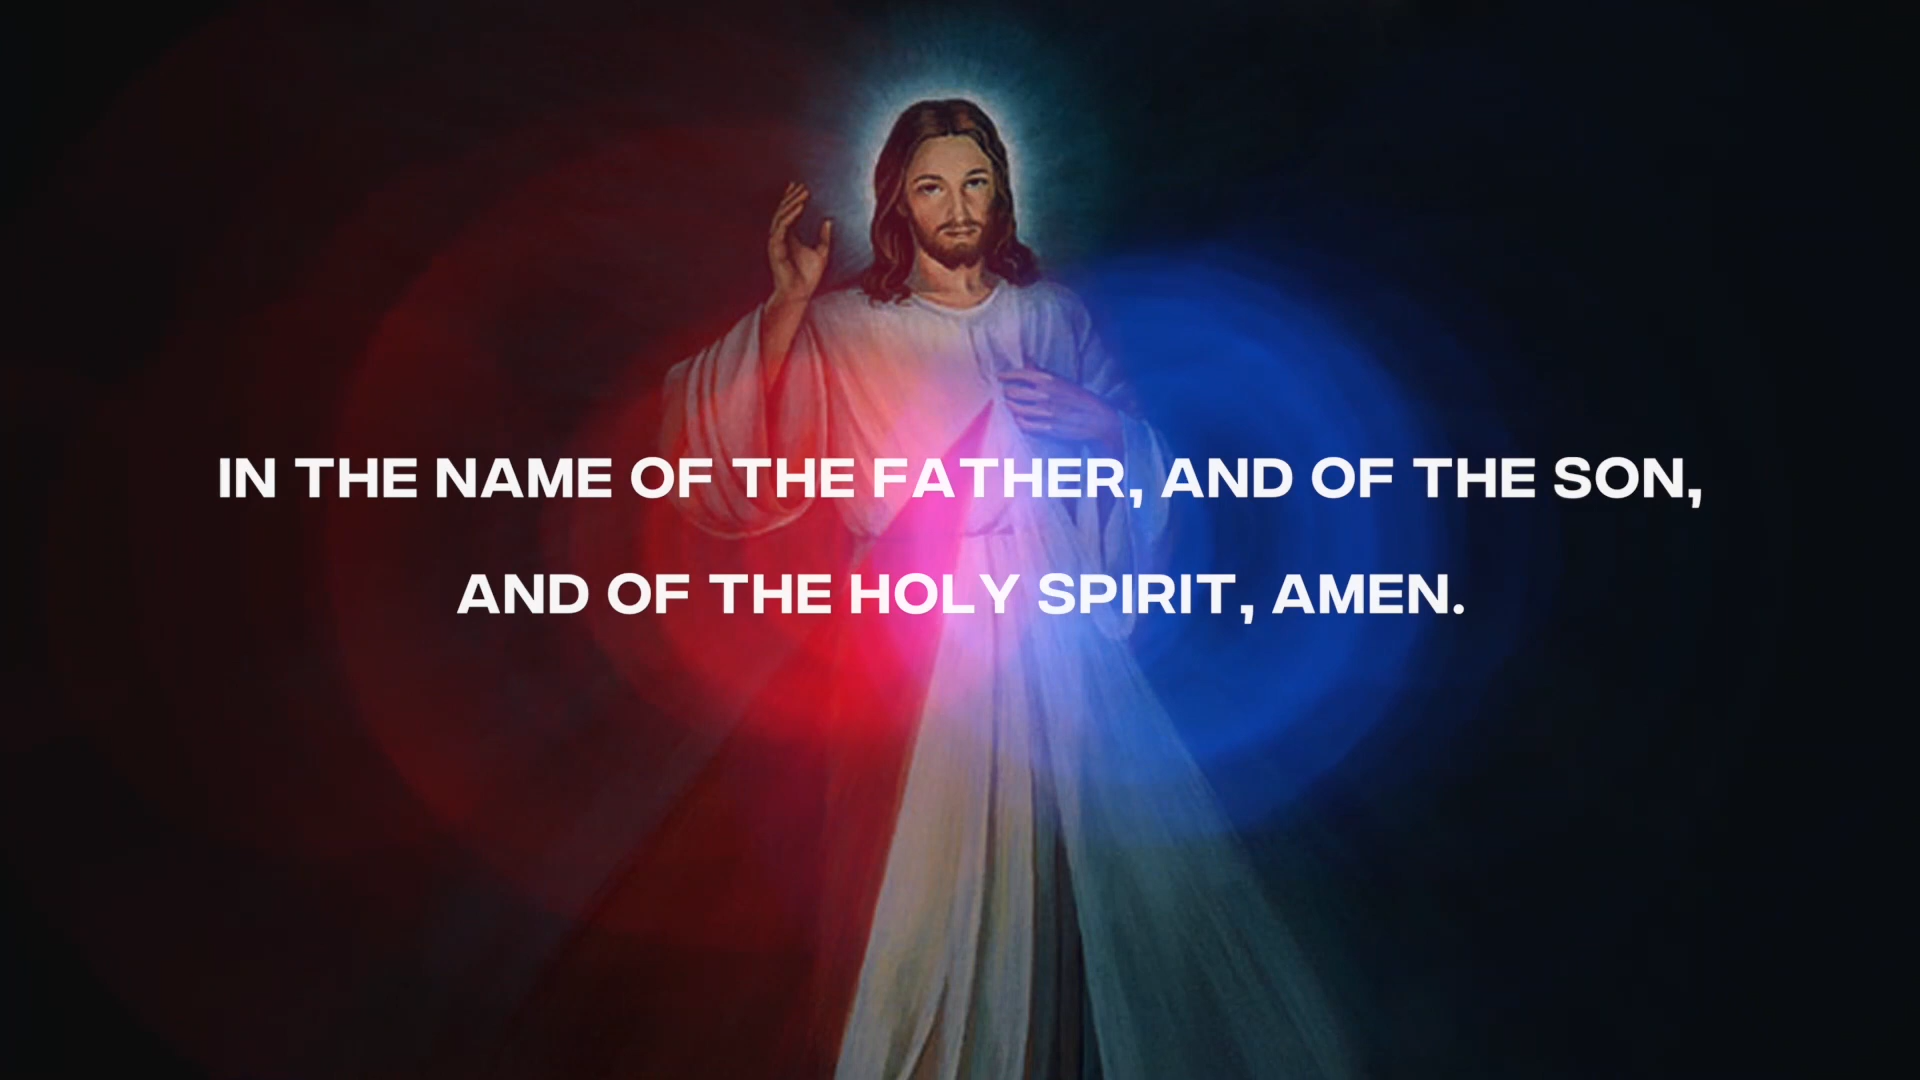 IN THE NAME OF THE FATHER, AND OF THE SON,
AND OF THE HOLY SPIRIT, AMEN.